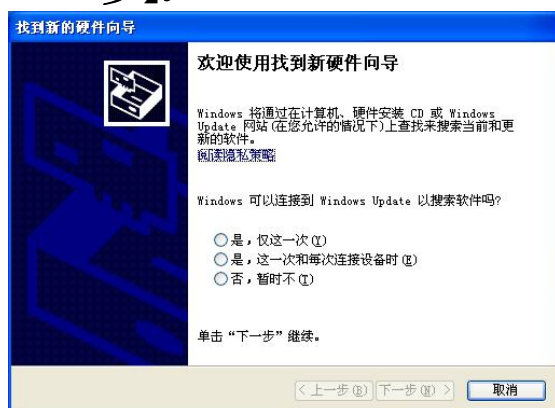 找到新的硬件向导
欢迎使用找到新硬件向导
Windows 将通过在计算机、硬件安装 CD 或 Windows
Update 网站(在您允许的情况下)上查找来搜索当前和更
新的软件。
阅读隐私策略
Windows 可以连接到 Windows Update 以搜索软件吗?
是，仅这一次(Y)
是，这一次和每次连接设备时(E)
否，暂时不(T)
单击“下一步”继续。
< 上一步(B) 下一步(N) > 取消